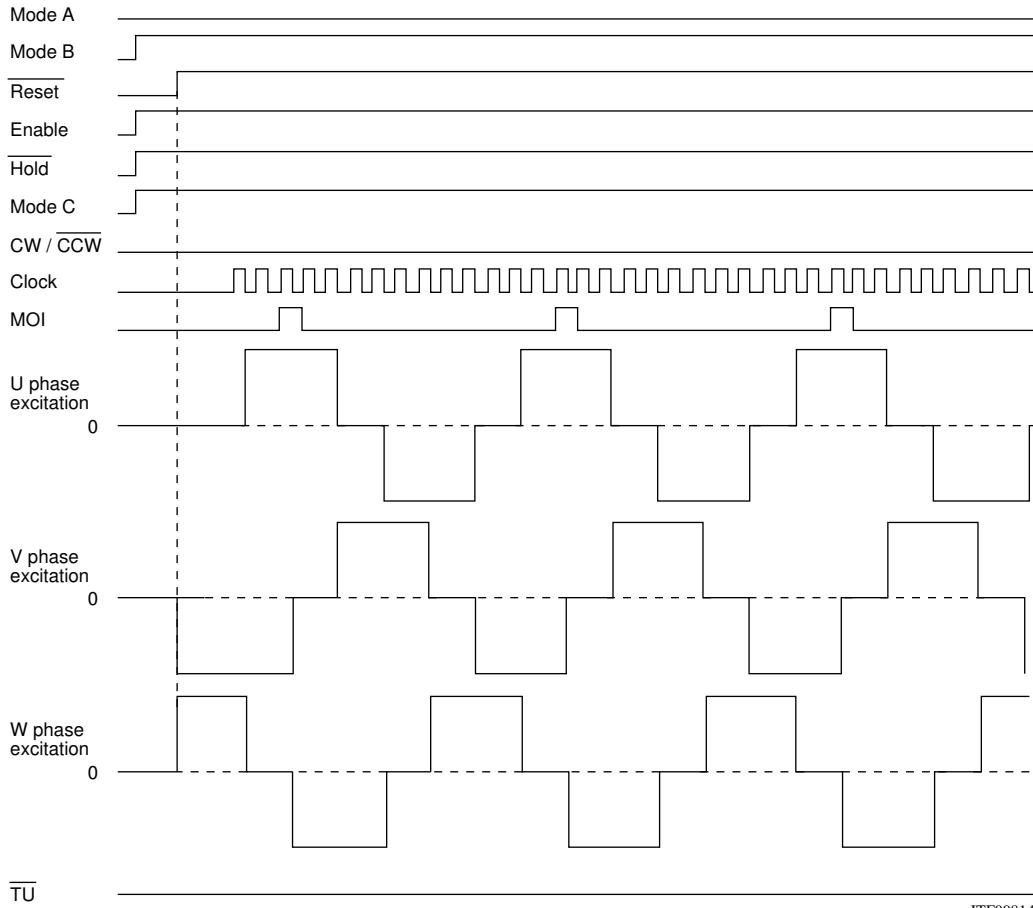 Mode A
Mode B
Reset
Enable
Hold
Mode C
CW / CCW
Clock
MOI
U phase
excitation
0
V phase
excitation
0
W phase
excitation
0
TU